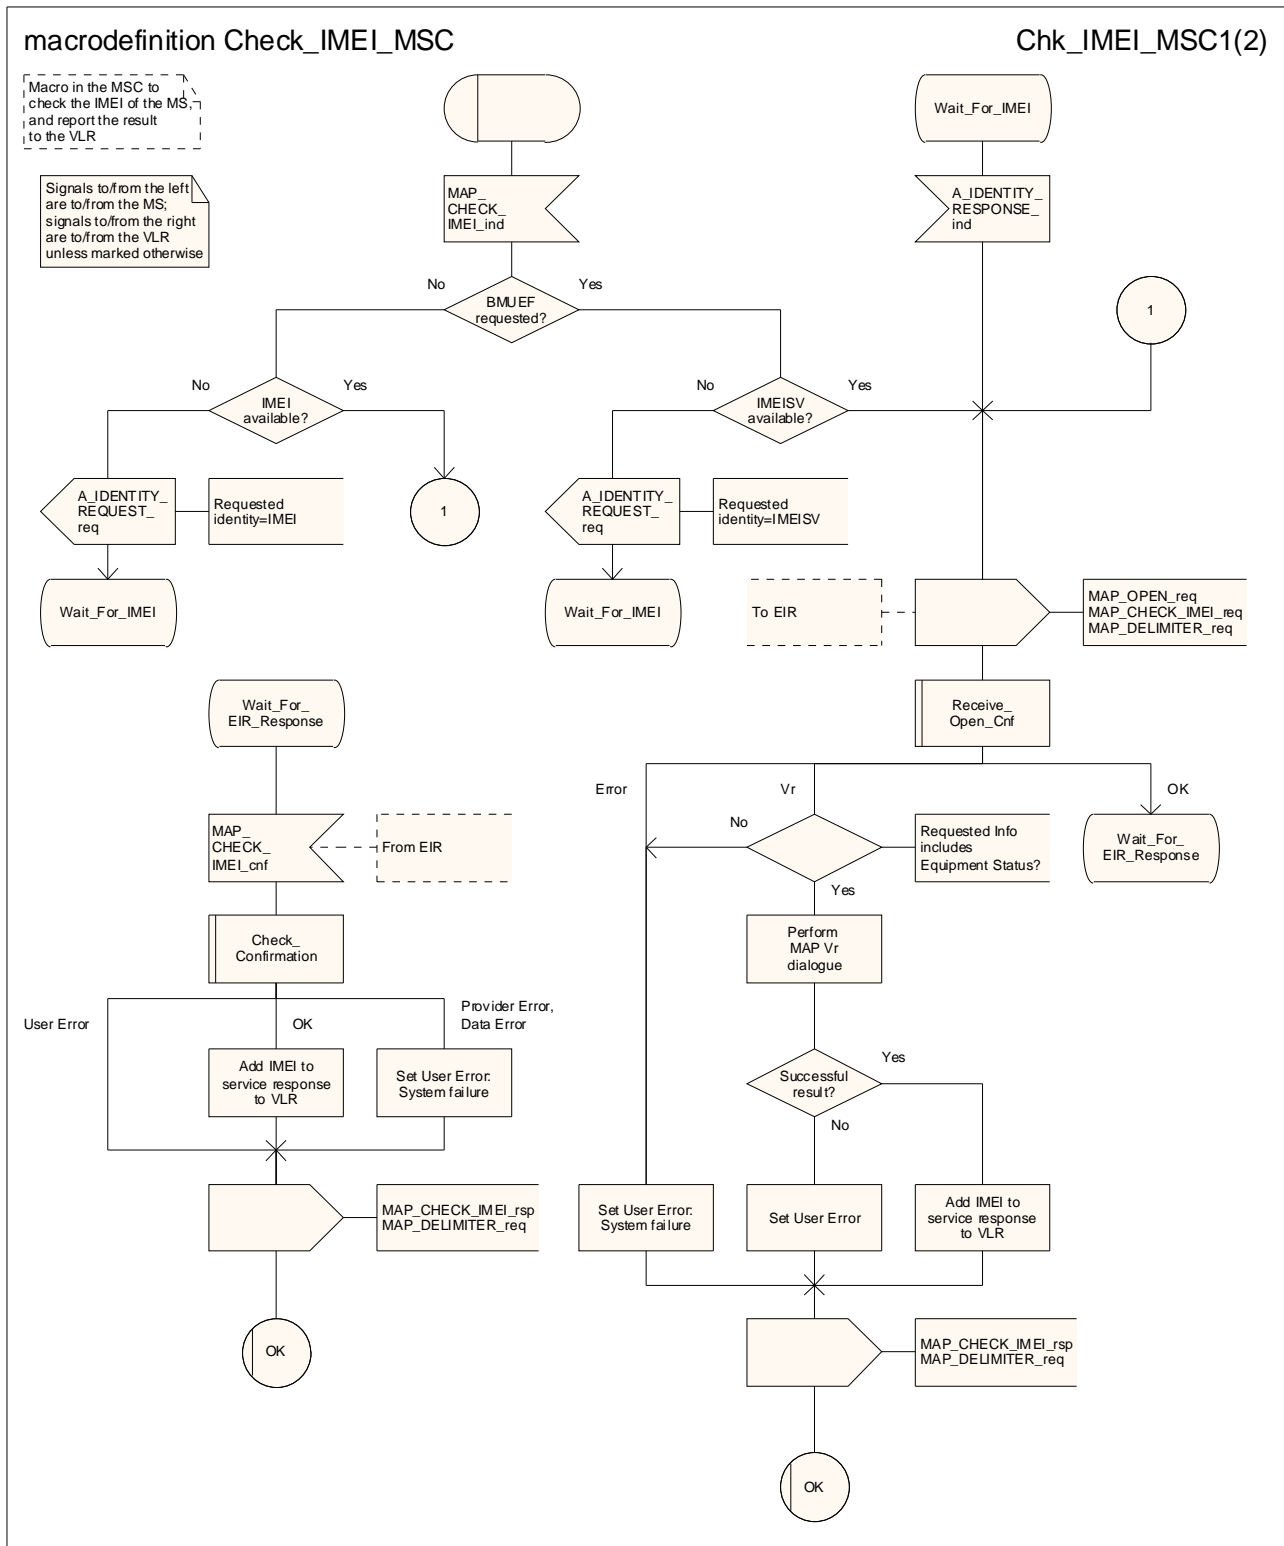 macrodefinition Check_IMEI_MSC
Chk_IMEI_MSC1(2)
Macro in the MSC to
check the IMEI of the MS,
and report the result
to the VLR
Signals to/from the left
are to/from the MS;
signals to/from the right
are to/from the VLR
unless marked otherwise
MAP_
CHECK_
IMEI_ind
Wait_For_IMEI
A_IDENTITY_
RESPONSE_
ind
No
Yes
BMUEF
requested?
1
No
Yes
IMEI
available?
No
Yes
IMEISV
available?
A_IDENTITY_
REQUEST_
req
Requested
identity=IMEI
1
A_IDENTITY_
REQUEST_
req
Requested
identity=IMEISV
Wait_For_IMEI
Wait_For_IMEI
To EIR
MAP_OPEN_req
MAP_CHECK_IMEI_req
MAP_DELIMITER_req
Wait_For_
EIR_Response
Receive_
Open_Cnf
Error
Vr
OK
MAP_
CHECK_
IMEI_cnf
From EIR
No
Yes
Requested Info
includes
Equipment Status?
Wait_For_
EIR_Response
Check_
Confirmation
Perform
MAP Vr
dialogue
User Error
OK
Provider Error,
Data Error
Add IMEI to
service response
to VLR
Set User Error:
System failure
Successful
result?
Yes
No
MAP_CHECK_IMEI_rsp
MAP_DELIMITER_req
Set User Error:
System failure
Set User Error
Add IMEI to
service response
to VLR
OK
MAP_CHECK_IMEI_rsp
MAP_DELIMITER_req
OK